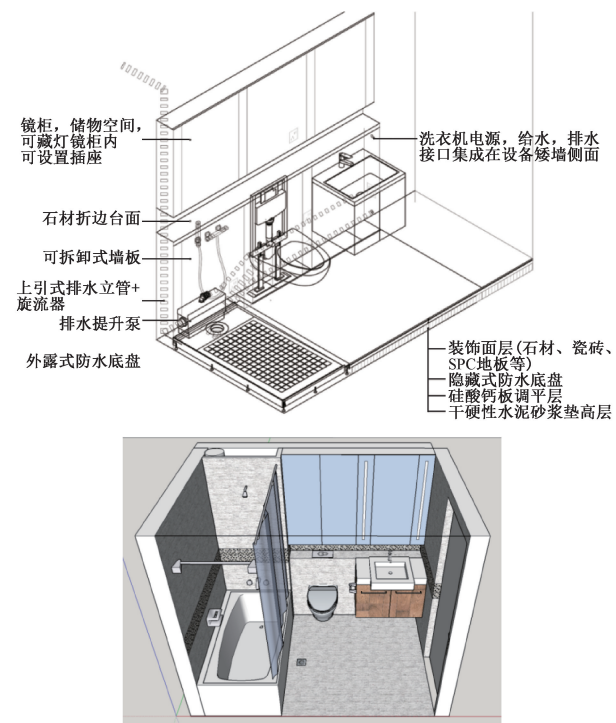 镜柜，储物空间，
可藏灯镜柜内
可设置插座
洗衣机电源，给水，排水
接口集成在设备矮墙侧面
石材折边台面
可拆卸式墙板
上引式排水立管+
旋流器
排水提升泵
外露式防水底盘
装饰面层(石材、瓷砖、
SPC地板等)
隐藏式防水底盘
硅酸钙板调平层
干硬性水泥砂浆垫高层